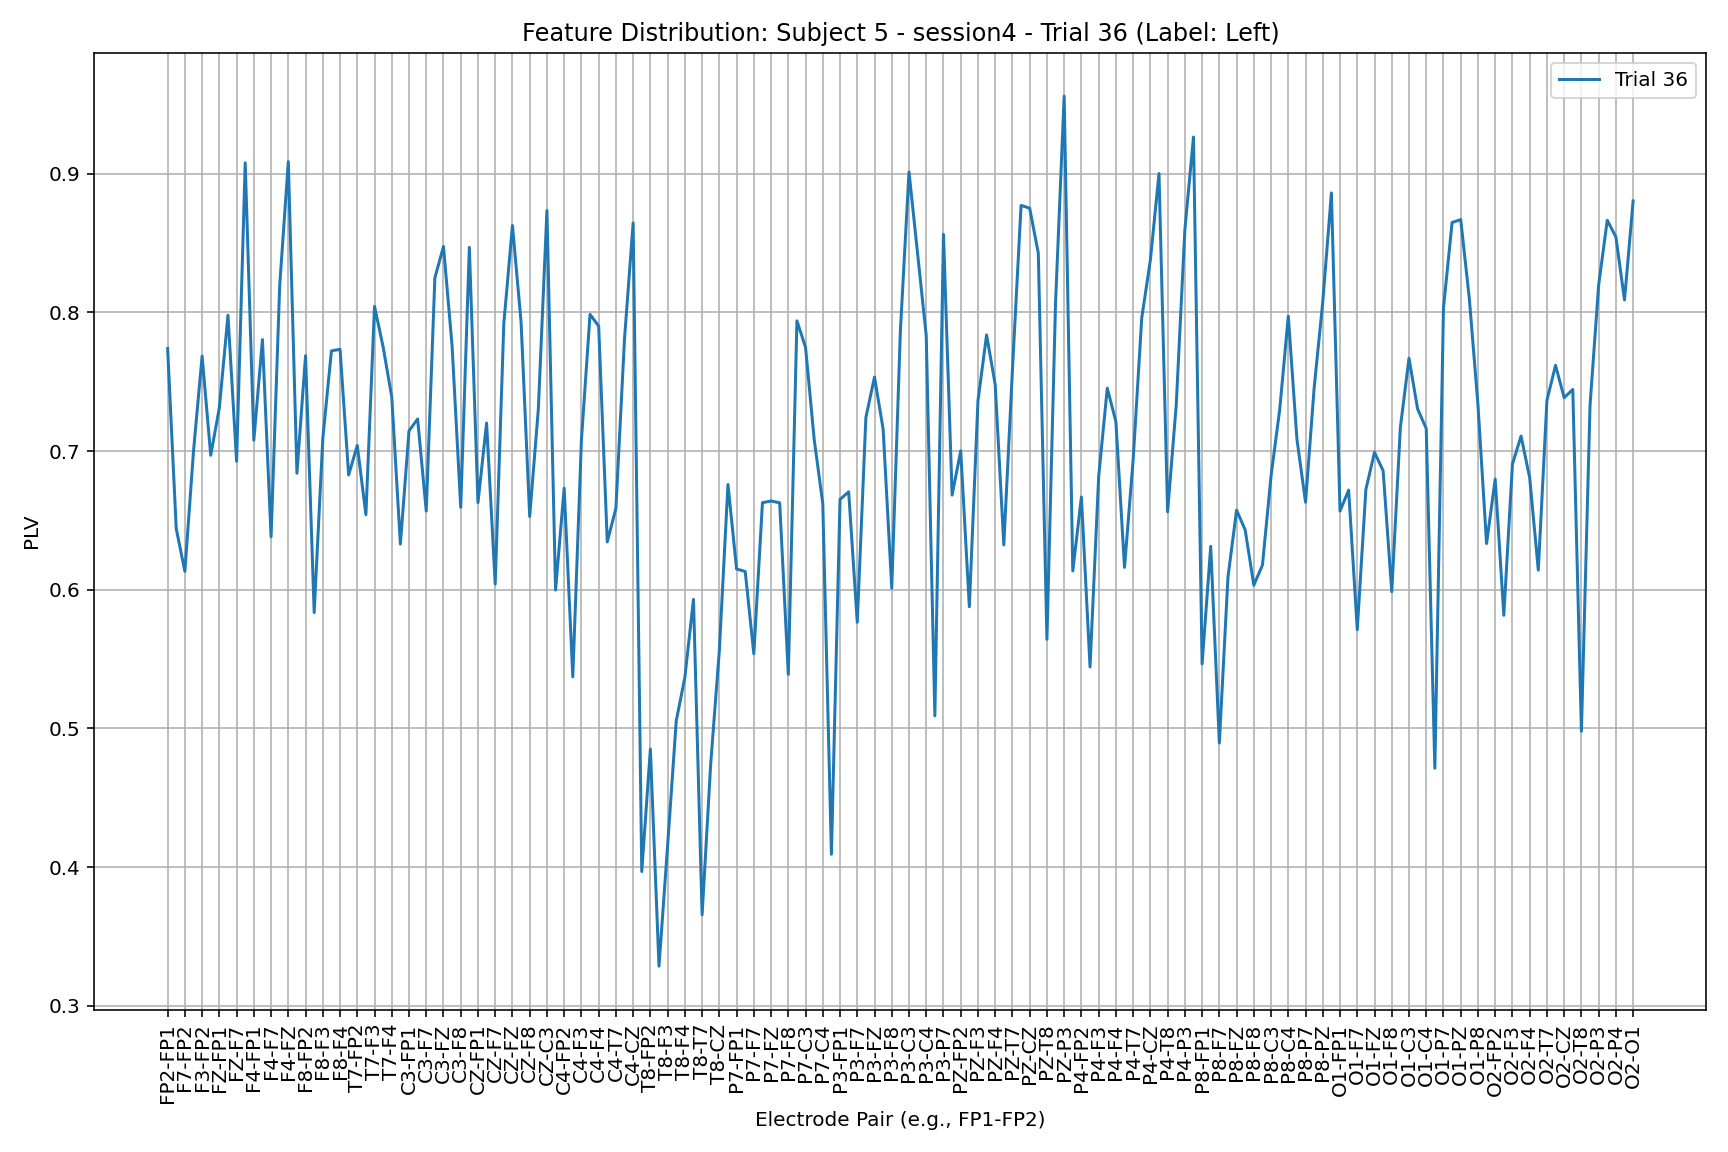 Feature Distribution: Subject 5 - session4 - Trial 36 (Label: Left)
Trial 36
PLV
0.9
0.8
0.7
0.6
0.5
0.4
0.3
FP2-FP1
F7-FP2
F3-FP2
FZ-FP1
FZ-F7
F4-FP1
F4-F7
F4-FZ
F8-FP2
F8-F3
F8-F4
T7-FP2
T7-F3
T7-F4
C3-FP1
C3-F7
C3-FZ
C3-F8
CZ-FP1
CZ-F7
CZ-FZ
CZ-F8
CZ-C3
C4-FP2
C4-F3
C4-F4
C4-T7
C4-CZ
T8-FP2
T8-F3
T8-F4
T8-T7
T8-CZ
P7-FP1
P7-F7
P7-FZ
P7-F8
P7-C3
P7-C4
P3-FP1
P3-F7
P3-FZ
P3-F8
P3-C3
P3-C4
P3-P7
PZ-FP2
PZ-F3
PZ-F4
PZ-T7
PZ-CZ
PZ-T8
PZ-P3
P4-FP2
P4-F3
P4-F4
P4-T7
P4-CZ
P4-T8
P4-P3
P8-FP1
P8-F7
P8-FZ
P8-F8
P8-C3
P8-C4
P8-P7
P8-PZ
O1-FP1
O1-F7
O1-FZ
O1-F8
O1-C3
O1-C4
O1-P7
O1-PZ
O1-P8
O2-FP2
O2-F3
O2-F4
O2-T7
O2-CZ
O2-T8
O2-P3
O2-P4
O2-O1
Electrode Pair (e.g., FP1-FP2)